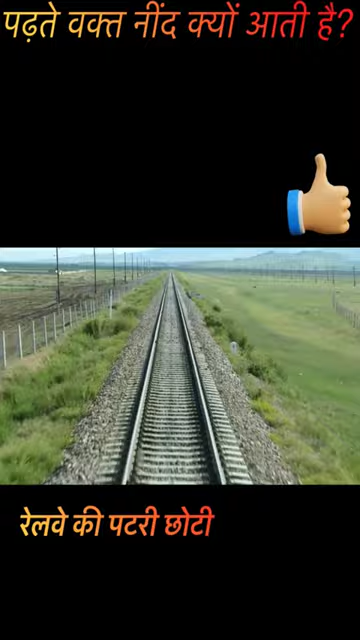 पढ़ते वक्त नींद क्यों आती है?
रेलवे की पटरी छोटी